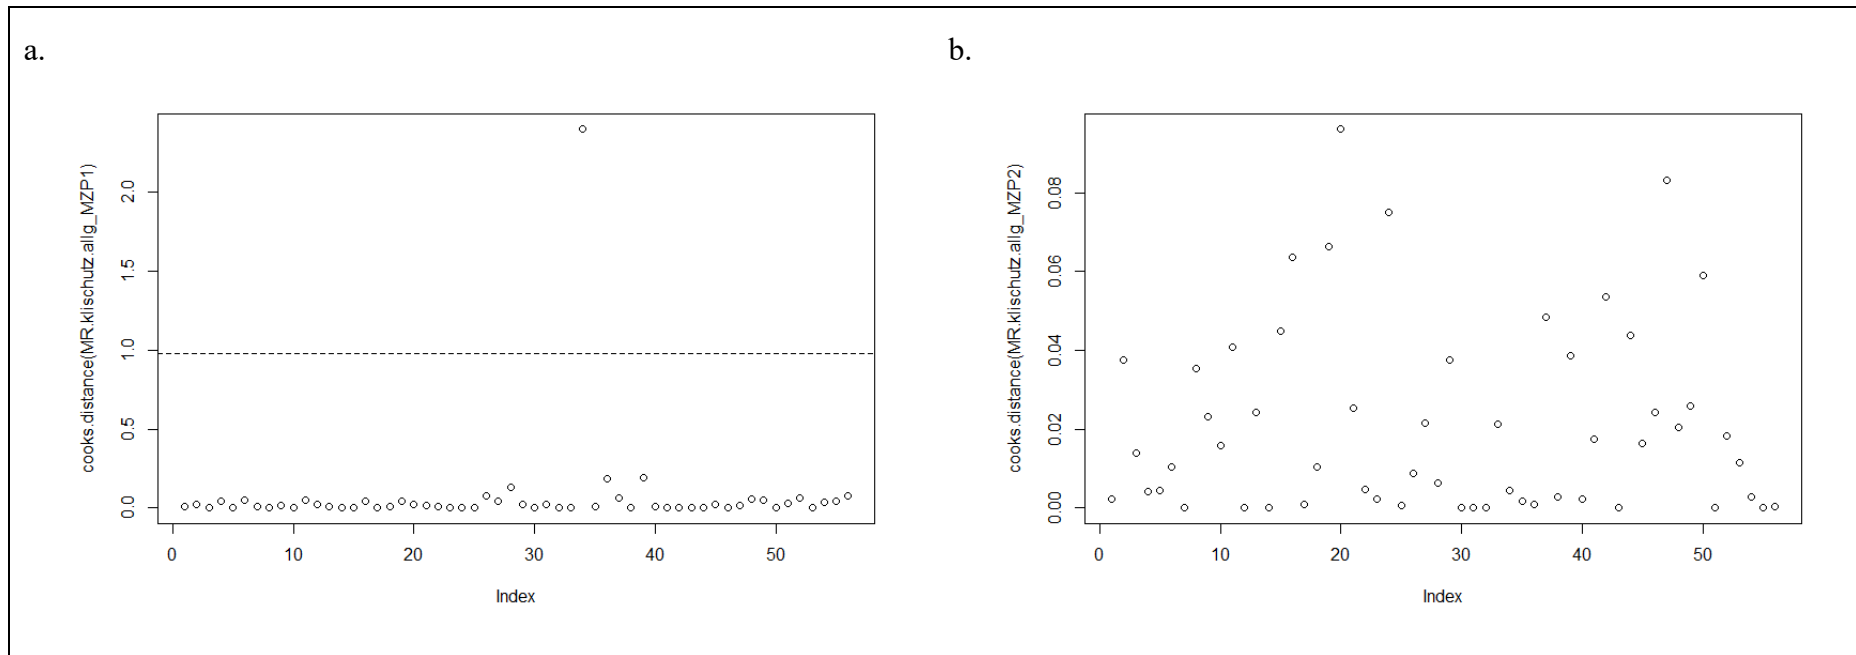 a.
b.
cooks.distance(MR.klischutz.allg_MZP1)
2.0
1.5
1.0
0.5
0.0
0 10 20 30 40 50
Index
cooks.distance(MR.klischutz.allg_MZP2)
0.08
0.06
0.04
0.02
0.00
0 10 20 30 40 50
Index